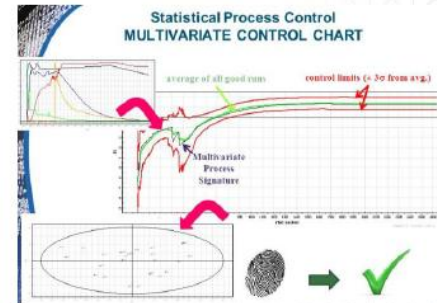 Statistical Process Control
MULTIVARIATE CONTROL CHART
average of all good runs
control limits (± 3σ from avg.)
Multivariate
Process
Signature